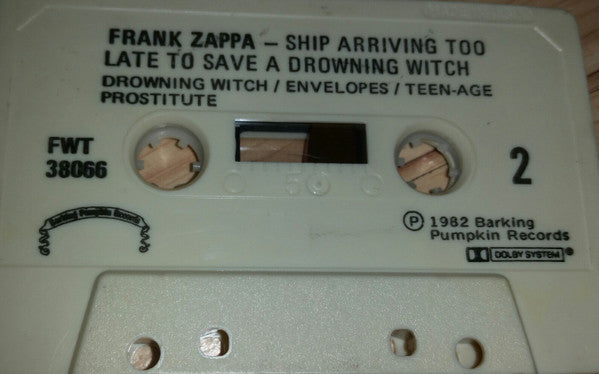 FRANK ZAPPA – SHIP ARRIVING TOO
LATE TO SAVE A DROWNING WITCH
DROWNING WITCH / ENVELOPES / TEEN-AGE
PROSTITUTE
FWT
38066
2
50
Barking Pumpkin Records
Ⓟ 1982 Barking
Pumpkin Records
DOLBY SYSTEM ®